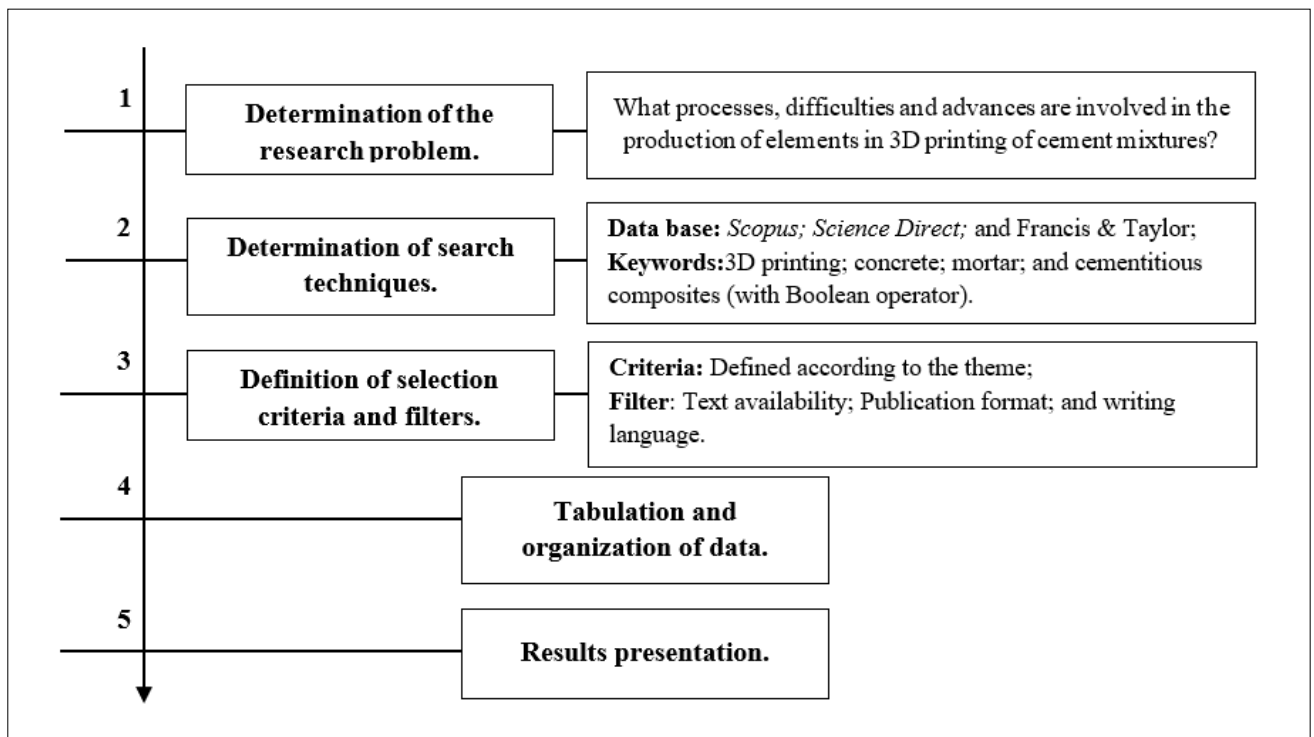 1
Determination of the
research problem.
What processes, difficulties and advances are involved in the
production of elements in 3D printing of cement mixtures?
2
Determination of search
techniques.
Data base: Scopus; Science Direct; and Francis & Taylor;
Keywords:3D printing; concrete; mortar; and cementitious
composites (with Boolean operator).
3
Definition of selection
criteria and filters.
Criteria: Defined according to the theme;
Filter: Text availability; Publication format; and writing
language.
4
Tabulation and
organization of data.
5
Results presentation.